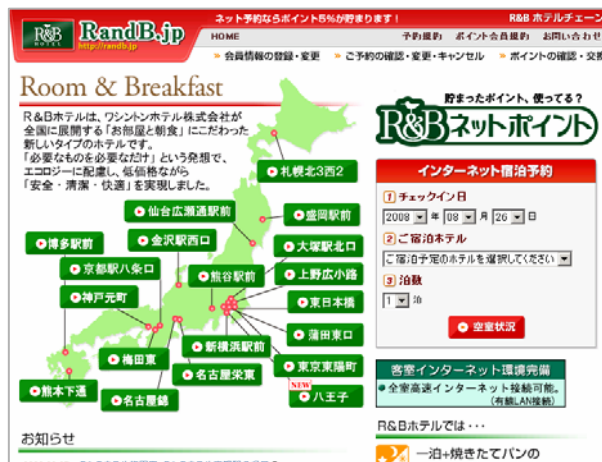 ネット予約ならポイント5%が貯まります！
R&B ホテルチェーン
R&B
HOTEL
RandB.jp
http://randb.jp
HOME
予約規約
ポイント会員規約
お問い合わせ
会員情報の登録・変更
ご予約の確認・変更・キャンセル
ポイントの確認・交換
Room & Breakfast
R&Bホテルは、ワシントンホテル株式会社が
全国に展開する「お部屋と朝食」にこだわった
新しいタイプのホテルです。
「必要なものを必要なだけ」という発想で、
エコロジーに配慮し、低価格ながら
「安全・清潔・快適」を実現しました。
札幌北3西2
仙台広瀬通駅前
盛岡駅前
博多駅前
金沢駅西口
大塚駅北口
京都駅八条口
熊谷駅前
上野広小路
神戸元町
東日本橋
蒲田東口
新横浜駅前
梅田東
東京東陽町
名古屋栄東
NEW
熊本下通
八王子
名古屋錦
お知らせ
貯まったポイント、使ってる？
R&Bネットポイント
インターネット宿泊予約
1 チェックイン日
2008 年 08 月 26 日
2 ご宿泊ホテル
ご宿泊予定のホテルを選択してください
3 泊数
1 泊
空室状況
客室インターネット環境完備
全室高速インターネット接続可能。
(有線LAN接続)
R&Bホテルでは・・・
一泊+焼きたてパンの